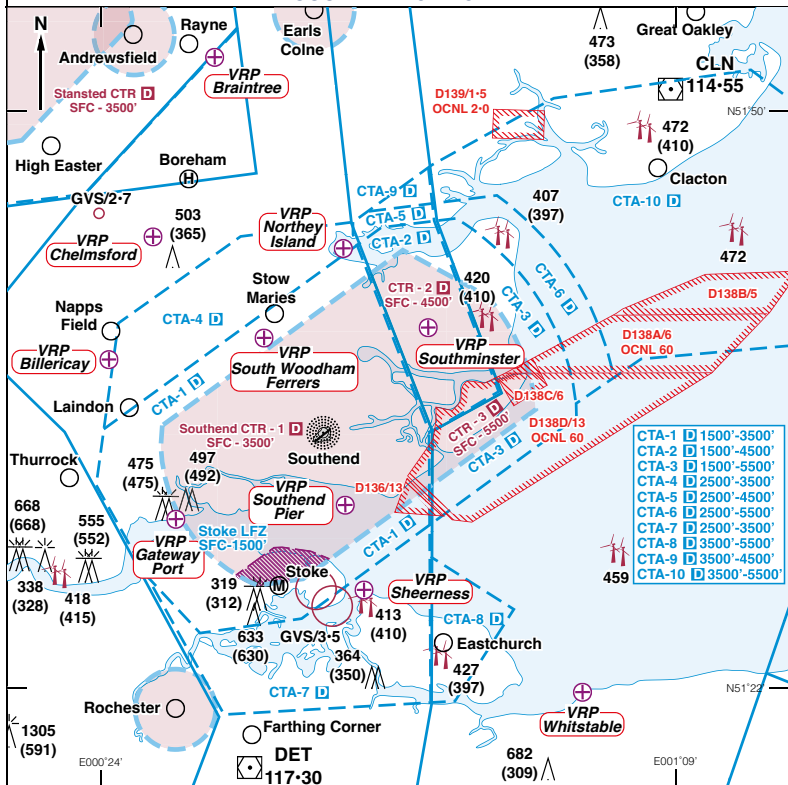 N
Andrewsfield
Rayne
Earls
Colne
473
(358)
Great Oakley
CLN
114·55
VRP
Braintree
Stansted CTR D
SFC - 3500'
D139/1·5
OCNL 2·0
N51°50'
472
(410)
High Easter
Boreham
H
Clacton
GVS/2·7
CTA-9 D
CTA-5 D
CTA-2 D
407
(397)
CTA-10 D
503
(365)
VRP
Northey
Island
VRP
Chelmsford
472
CTR - 2 D
SFC - 4500'
420
(410)
CTA-6 D
CTA-3 D
D138B/5
Stow
Maries
Napps
Field
CTA-4 D
D138A/6
OCNL 60
VRP
Billericay
VRP
South Woodham
Ferrers
VRP
Southminster
CTA-1 D
Laindon
D138C/6
CTR - 3 D
SFC - 5500'
D138D/13
OCNL 60
Southend CTR - 1 D
SFC - 3500'
Southend
CTA-3 D
Thurrock
475
(475)
497
(492)
VRP
Southend
Pier
D136/13
CTA-1 D 1500'-3500'
CTA-2 D 1500'-4500'
CTA-3 D 1500'-5500'
CTA-4 D 2500'-3500'
CTA-5 D 2500'-4500'
CTA-6 D 2500'-5500'
CTA-7 D 2500'-3500'
CTA-8 D 3500'-5500'
CTA-9 D 3500'-4500'
CTA-10 D 3500'-5500'
668
(668)
555
(552)
Stoke LFZ
SFC-1500'
CTA-1 D
VRP
Gateway
Port
338
(328)
418
(415)
Stoke
M
319
(312)
VRP
Sheerness
459
413
(410)
CTA-8 D
633
(630)
GVS/3·5
364
(350)
Eastchurch
427
(397)
CTA-7 D
N51°22'
Rochester
VRP
Whitstable
1305
(591)
Farthing Corner
DET
117·30
682
(309)
E000°24'
E001°09'